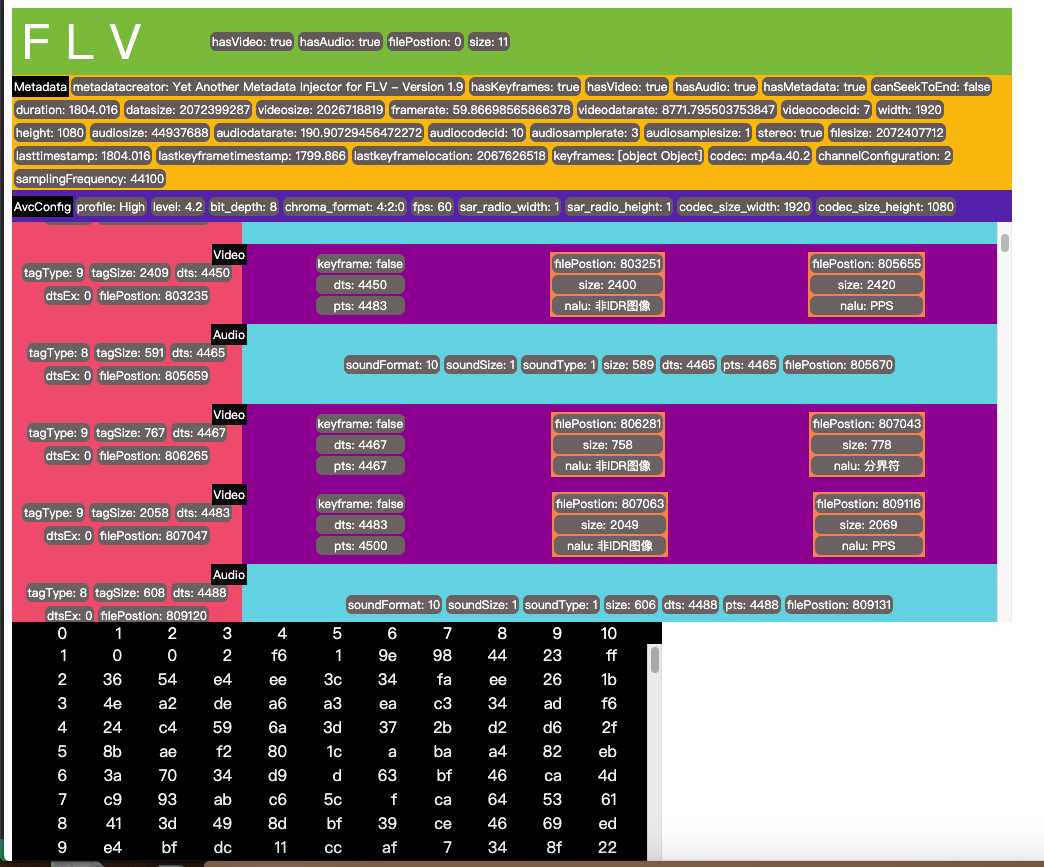 FLV hasVideo: true hasAudio: true filePostion: 0 size: 11
Metadata metadatacreator: Yet Another Metadata Injector for FLV - Version 1.9 hasKeyframes: true hasVideo: true hasAudio: true hasMetadata: true canSeekToEnd: false
duration: 1804.016 datasize: 2072399287 videosize: 2026718819 framerate: 59.86698565866378 videodatarate: 8771.795503753847 videocodecid: 7 width: 1920
height: 1080 audiosize: 44937688 audiodatarate: 190.90729456472272 audiocodecid: 10 audiosamplerate: 3 audiosamplesize: 1 stereo: true filesize: 2072407712
lasttimestamp: 1804.016 lastkeyframetimestamp: 1799.866 lastkeyframelocation: 2067626518 keyframes: [object Object] codec: mp4a.40.2 channelConfiguration: 2
samplingFrequency: 44100
AvcConfig profile: High level: 4.2 bit_depth: 8 chroma_format: 4:2:0 fps: 60 sar_radio_width: 1 sar_radio_height: 1 codec_size_width: 1920 codec_size_height: 1080
Video
tagType: 9 tagSize: 2409 dts: 4450
dtsEx: 0 filePostion: 803235
keyframe: false
dts: 4450
pts: 4483
filePostion: 803251
size: 2400
nalu: 非IDR图像
filePostion: 805655
size: 2420
nalu: PPS
Audio
tagType: 8 tagSize: 591 dts: 4465
dtsEx: 0 filePostion: 805659
soundFormat: 10 soundSize: 1 soundType: 1 size: 589 dts: 4465 pts: 4465 filePostion: 805670
Video
tagType: 9 tagSize: 767 dts: 4467
dtsEx: 0 filePostion: 806265
keyframe: false
dts: 4467
pts: 4467
filePostion: 806281
size: 758
nalu: 非IDR图像
filePostion: 807043
size: 778
nalu: 分界符
Video
tagType: 9 tagSize: 2058 dts: 4483
dtsEx: 0 filePostion: 807047
keyframe: false
dts: 4483
pts: 4500
filePostion: 807063
size: 2049
nalu: 非IDR图像
filePostion: 809116
size: 2069
nalu: PPS
Audio
tagType: 8 tagSize: 608 dts: 4488
dtsEx: 0 filePostion: 809120
soundFormat: 10 soundSize: 1 soundType: 1 size: 606 dts: 4488 pts: 4488 filePostion: 809131
0 1 2 3 4 5 6 7 8 9 10
1 0 0 2 f6 1 9e 98 44 23 ff
2 36 54 e4 ee 3c 34 fa ee 26 1b
3 4e a2 de a6 a3 ea c3 34 ad f6
4 24 c4 59 6a 3d 37 2b d2 d6 2f
5 8b ae f2 80 1c a ba a4 82 eb
6 3a 70 34 d9 d 63 bf 46 ca 4d
7 c9 93 ab c6 5c f ca 64 53 61
8 41 3d 49 8d bf 39 ce 46 69 ed
9 e4 bf dc 11 cc af 7 34 8f 22